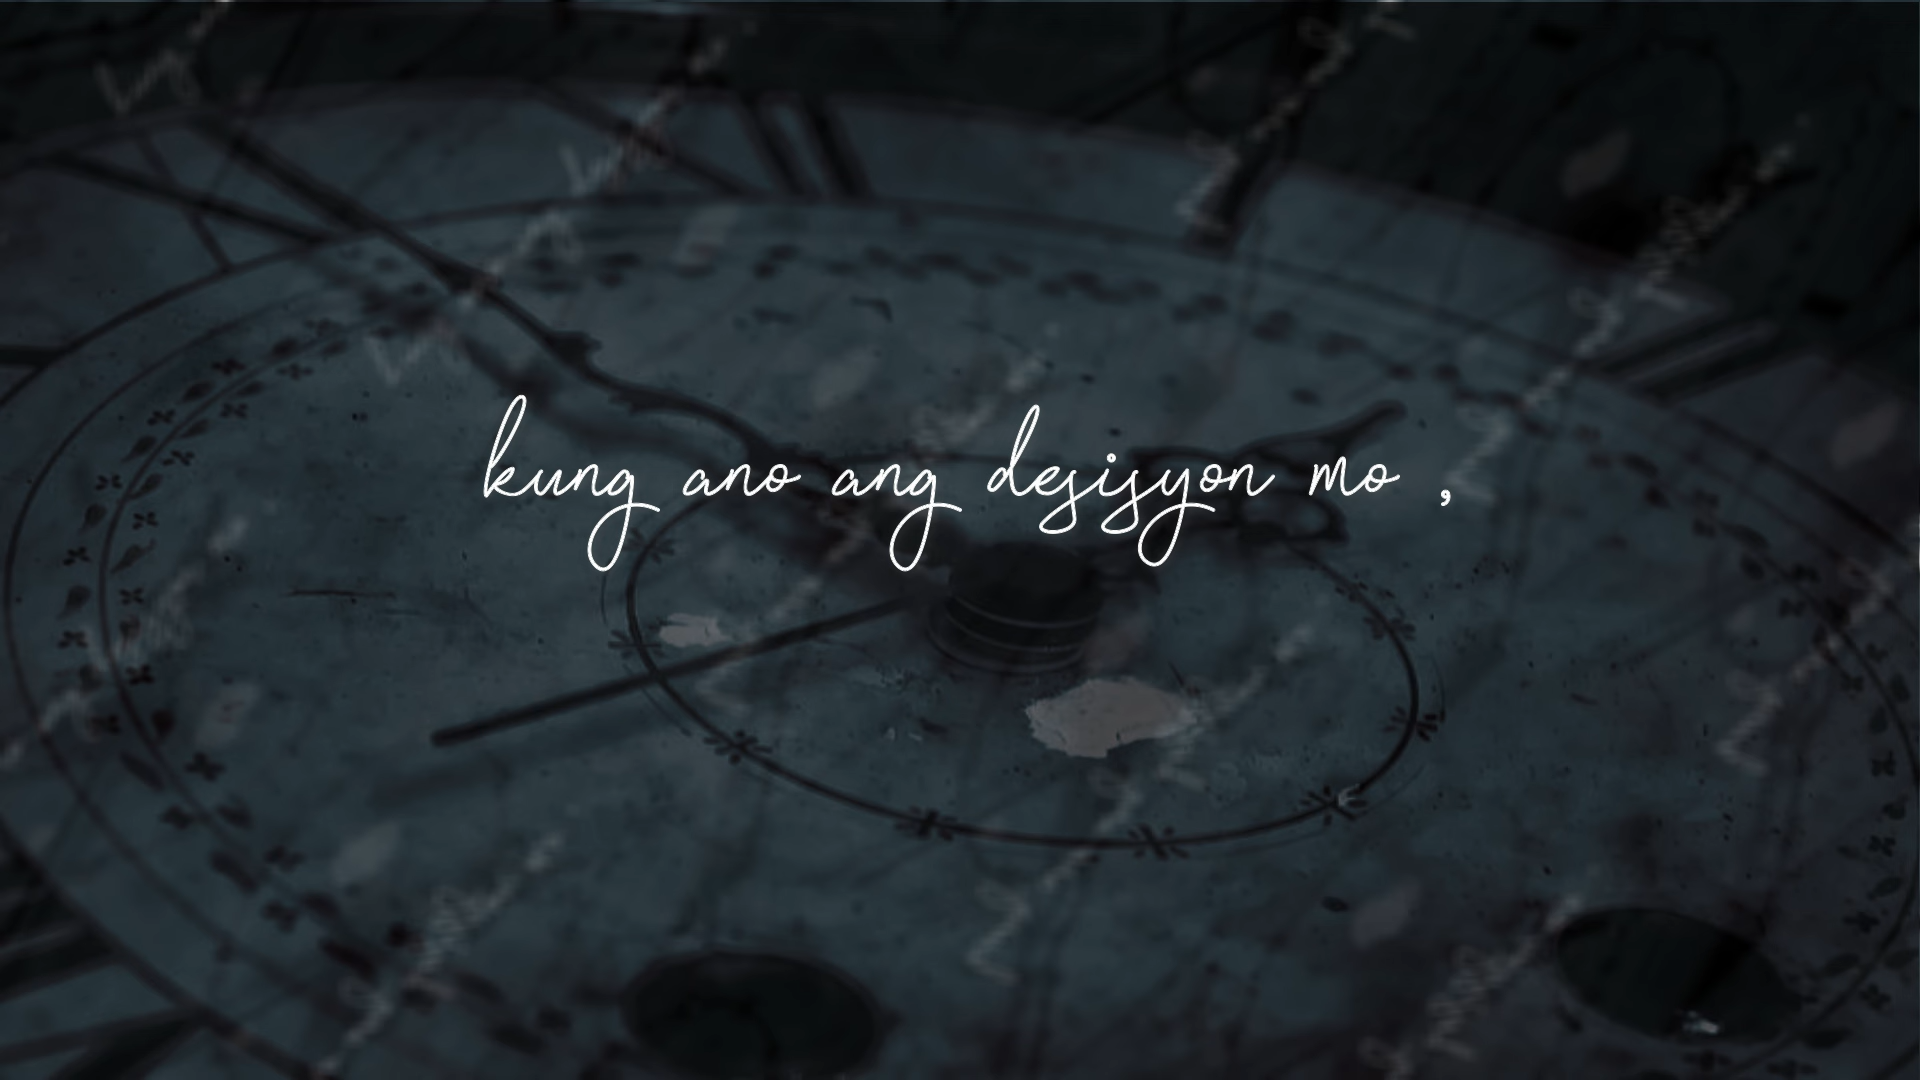 kung ano ang desisyon mo ,